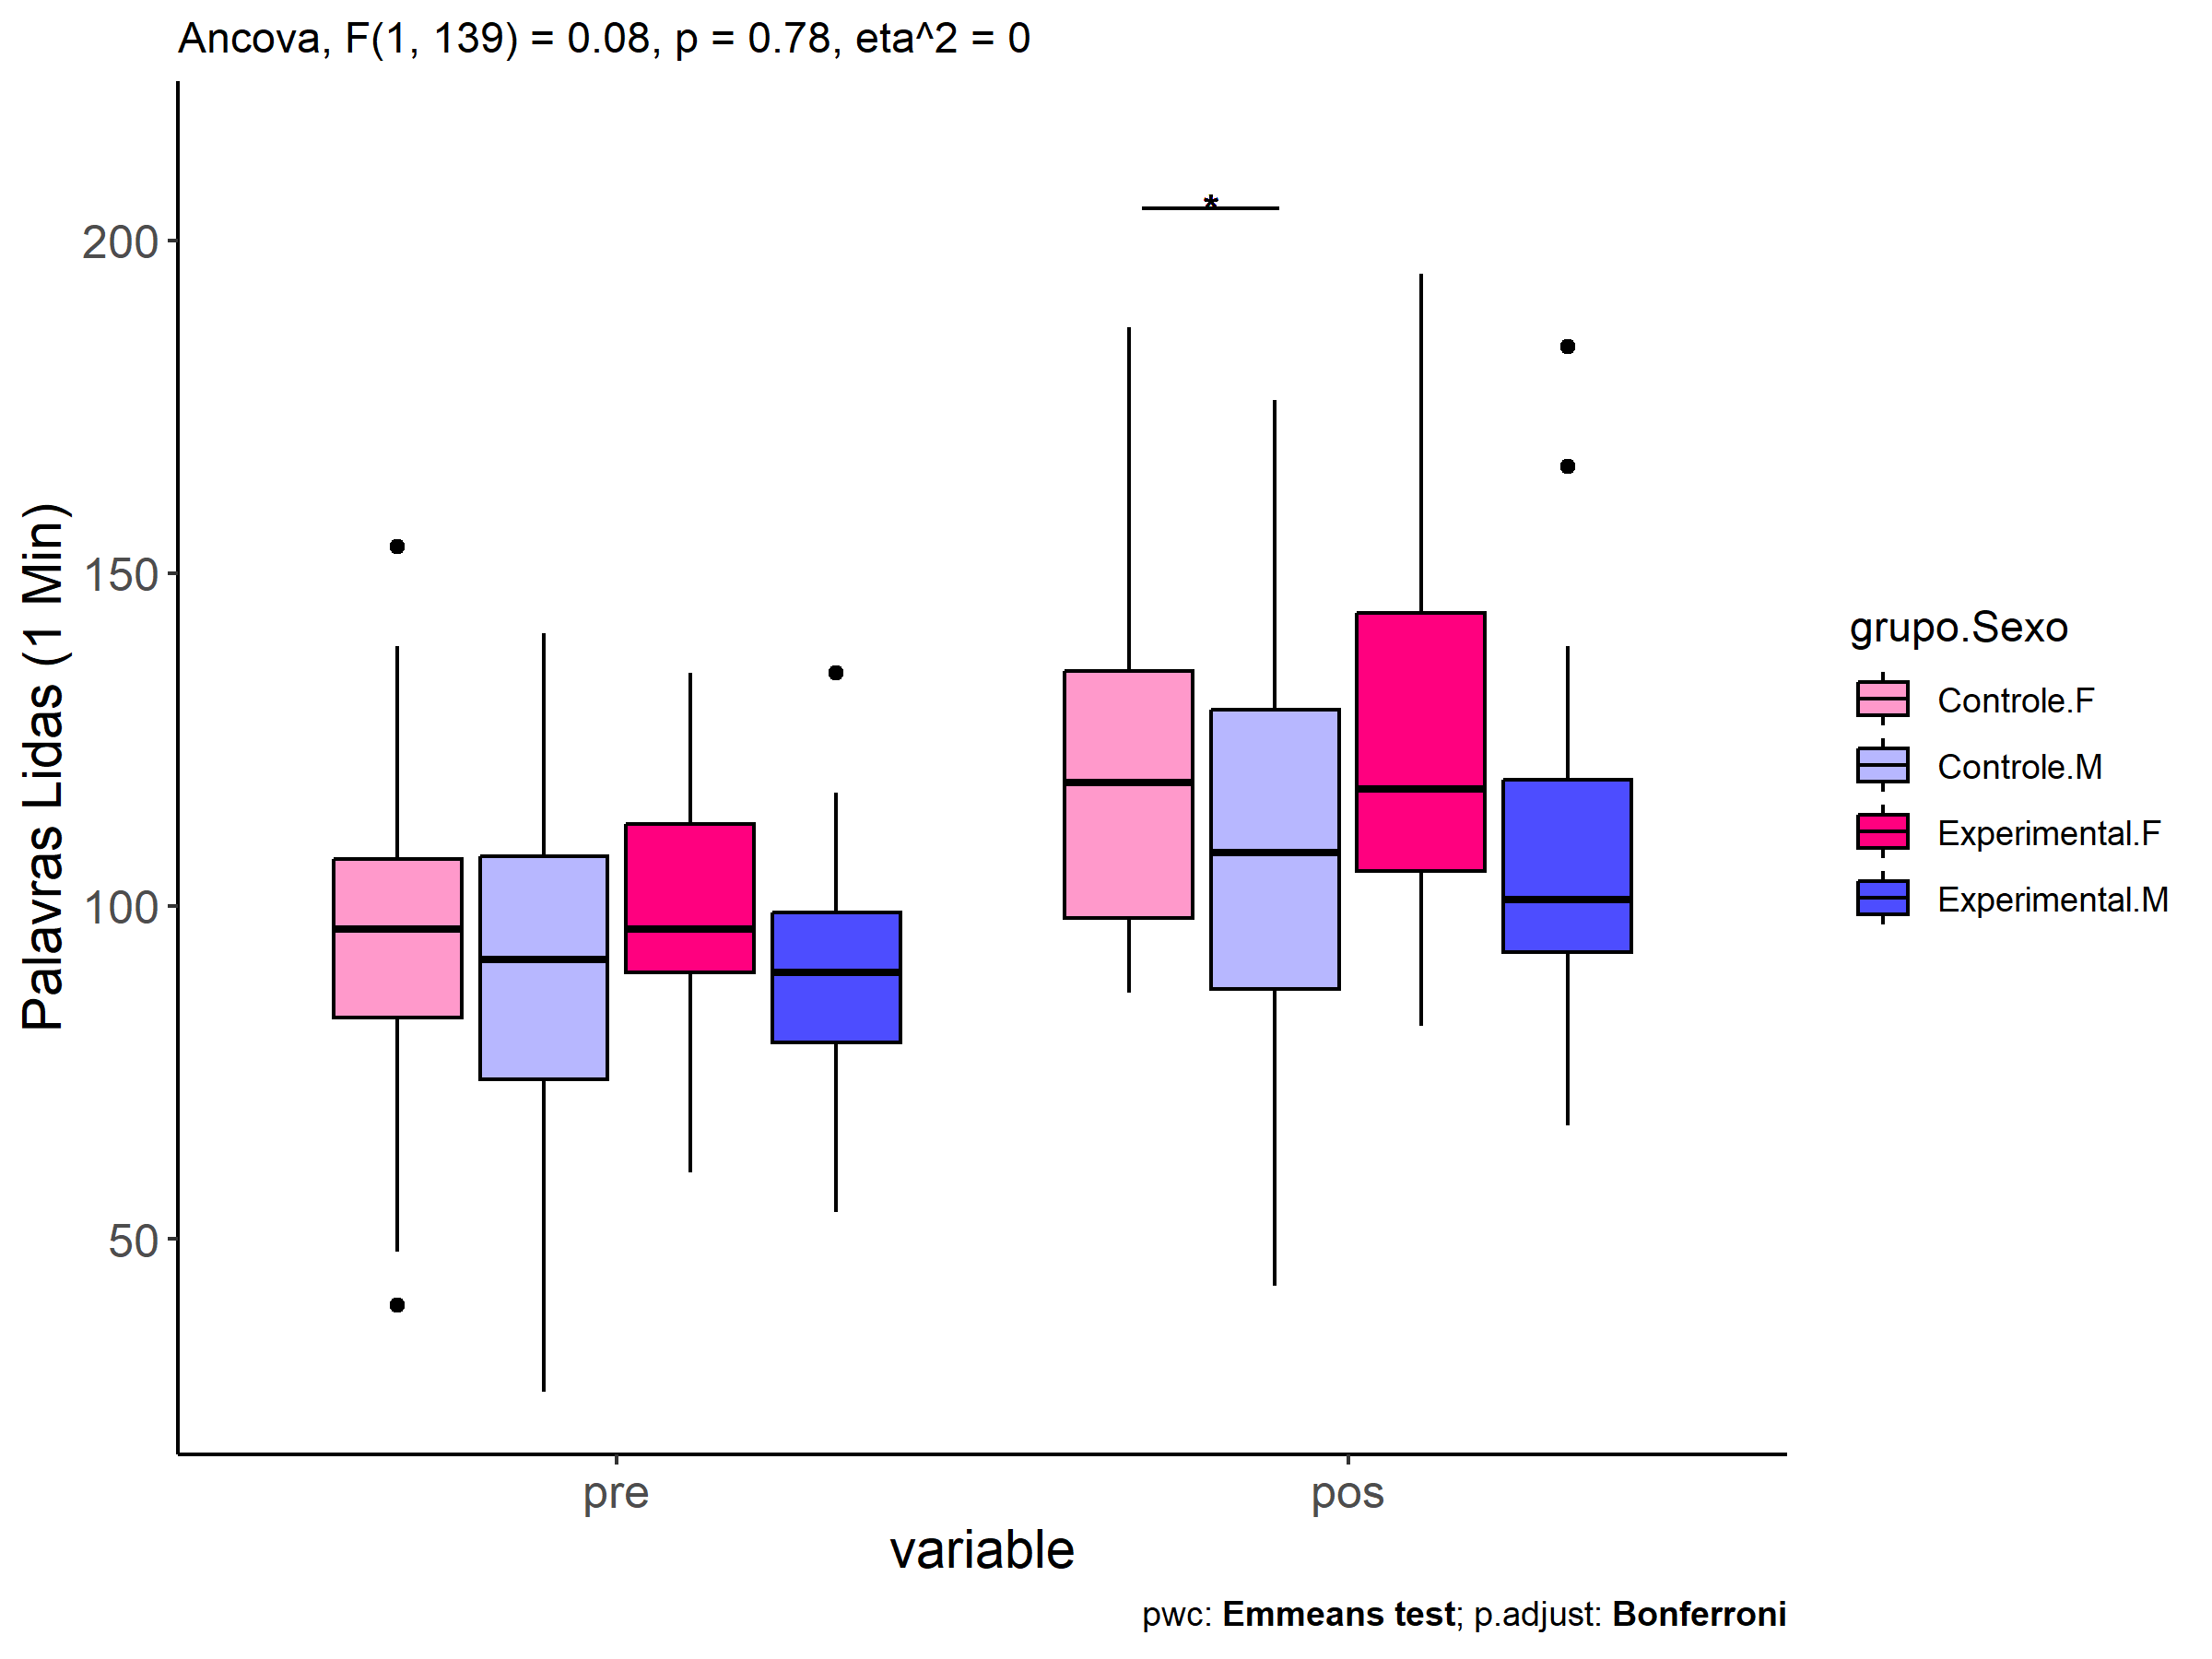 Ancova, F(1, 139) = 0.08, p = 0.78, eta^2 = 0
*
200
150
100
50
Palavras Lidas (1 Min)
pre
pos
variable
grupo.Sexo
Controle.F
Controle.M
Experimental.F
Experimental.M
pwc: Emmeans test; p.adjust: Bonferroni